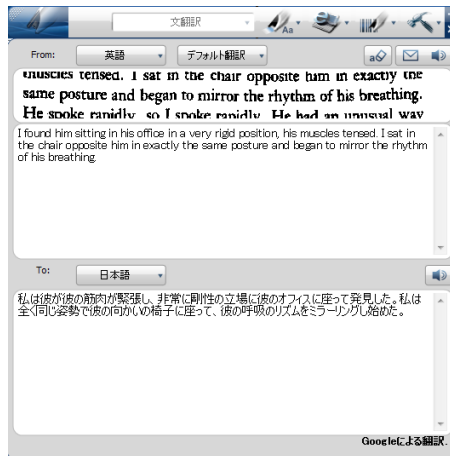 文翻訳
From: 英語 デフォルト翻訳
muscles tensed. I sat in the chair opposite him in exactly the
same posture and began to mirror the rhythm of his breathing.
He spoke rapidly, so I spoke rapidly. He had an unusual way
I found him sitting in his office in a very rigid position, his muscles tensed. I sat in
the chair opposite him in exactly the same posture and began to mirror the rhythm
of his breathing.
To: 日本語
私は彼が彼の筋肉が緊張し、非常に剛性の立場に彼のオフィスに座って発見した。私は
全く同じ姿勢で彼の向かいの椅子に座って、彼の呼吸のリズムをミラーリングし始めた。
Googleによる翻訳.